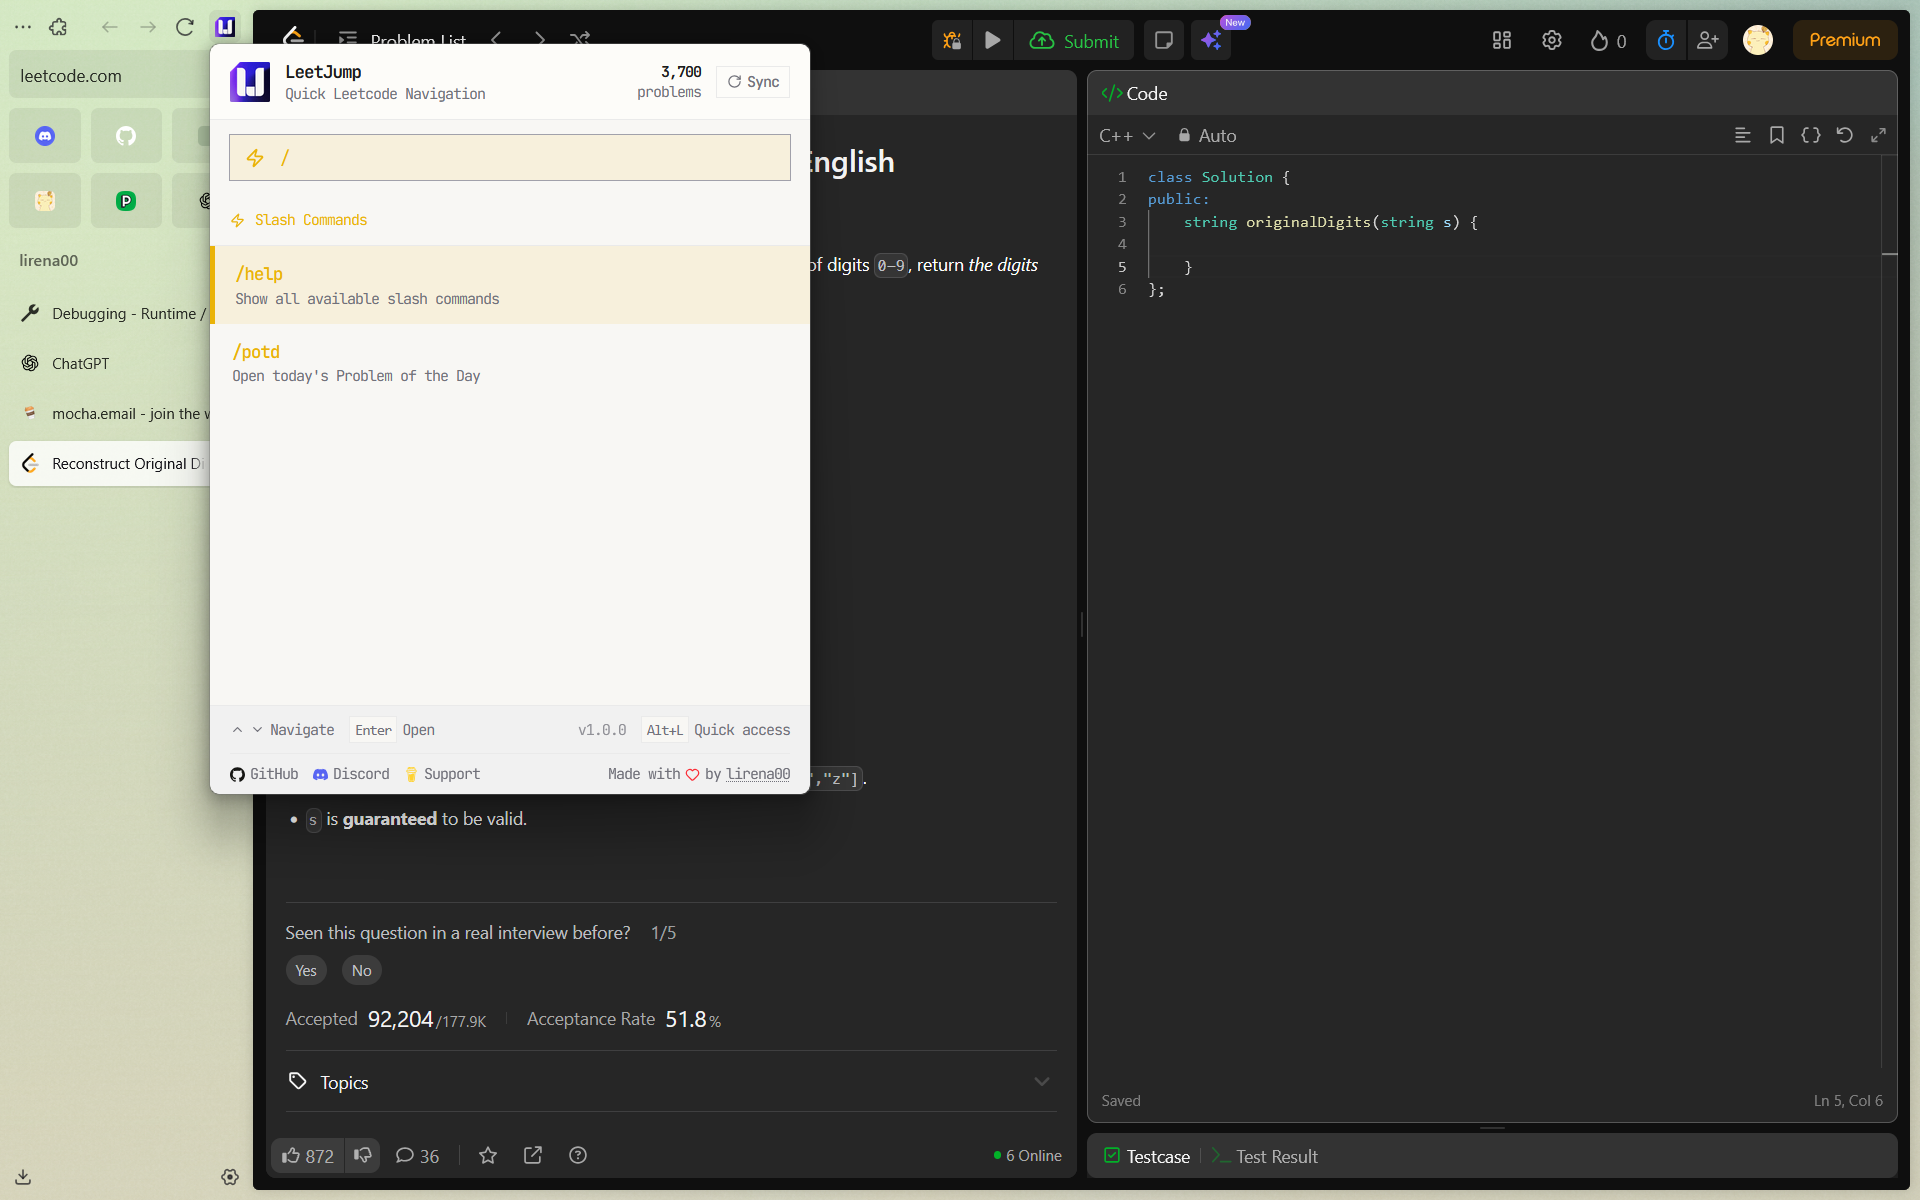 leetcode.com
lirena00
Debugging - Runtime /
ChatGPT
mocha.email - join the w
Reconstruct Original Di
LeetJump
Quick Leetcode Navigation
3,700
problems
Sync
/
Slash Commands
/help
Show all available slash commands
/potd
Open today's Problem of the Day
Navigate
Enter
Open
v1.0.0
Alt+L
Quick access
GitHub
Discord
Support
Made with
by lirena00
Problem List
Submit
New
0
Premium
English
of digits 0-9, return the digits
","z"].
s is guaranteed to be valid.
Seen this question in a real interview before?
1/5
Yes
No
Accepted
92,204/177.9K
Acceptance Rate
51.8%
Topics
872
36
6 Online
</> Code
C++
Auto
1 class Solution {
2 public:
3 string originalDigits(string s) {
4
5 }
6 };
Saved
Ln 5, Col 6
Testcase
Test Result